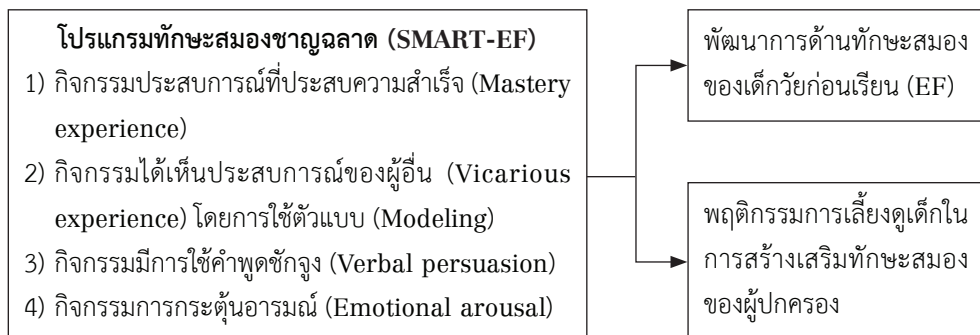 โปรแกรมทักษะสมองชาญฉลาด (SMART-EF)
1) กิจกรรมประสบการณ์ที่ประสบความสำเร็จ (Mastery
experience)
2) กิจกรรมได้เห็นประสบการณ์ของผู้อื่น (Vicarious
experience) โดยการใช้ตัวแบบ (Modeling)
3) กิจกรรมมีการใช้คำพูดชักจูง (Verbal persuasion)
4) กิจกรรมการกระตุ้นอารมณ์ (Emotional arousal)
พัฒนาการด้านทักษะสมอง
ของเด็กวัยก่อนเรียน (EF)
พฤติกรรมการเลี้ยงดูเด็กใน
การสร้างเสริมทักษะสมอง
ของผู้ปกครอง